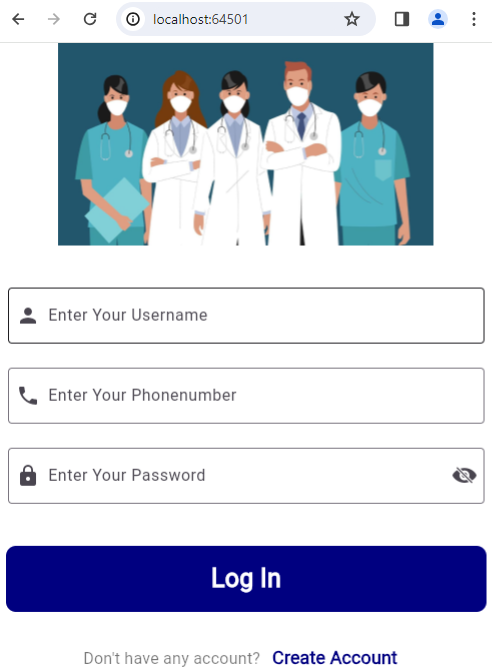 localhost:64501
Enter Your Username
Enter Your Phonenumber
Enter Your Password
Log In
Don't have any account? Create Account